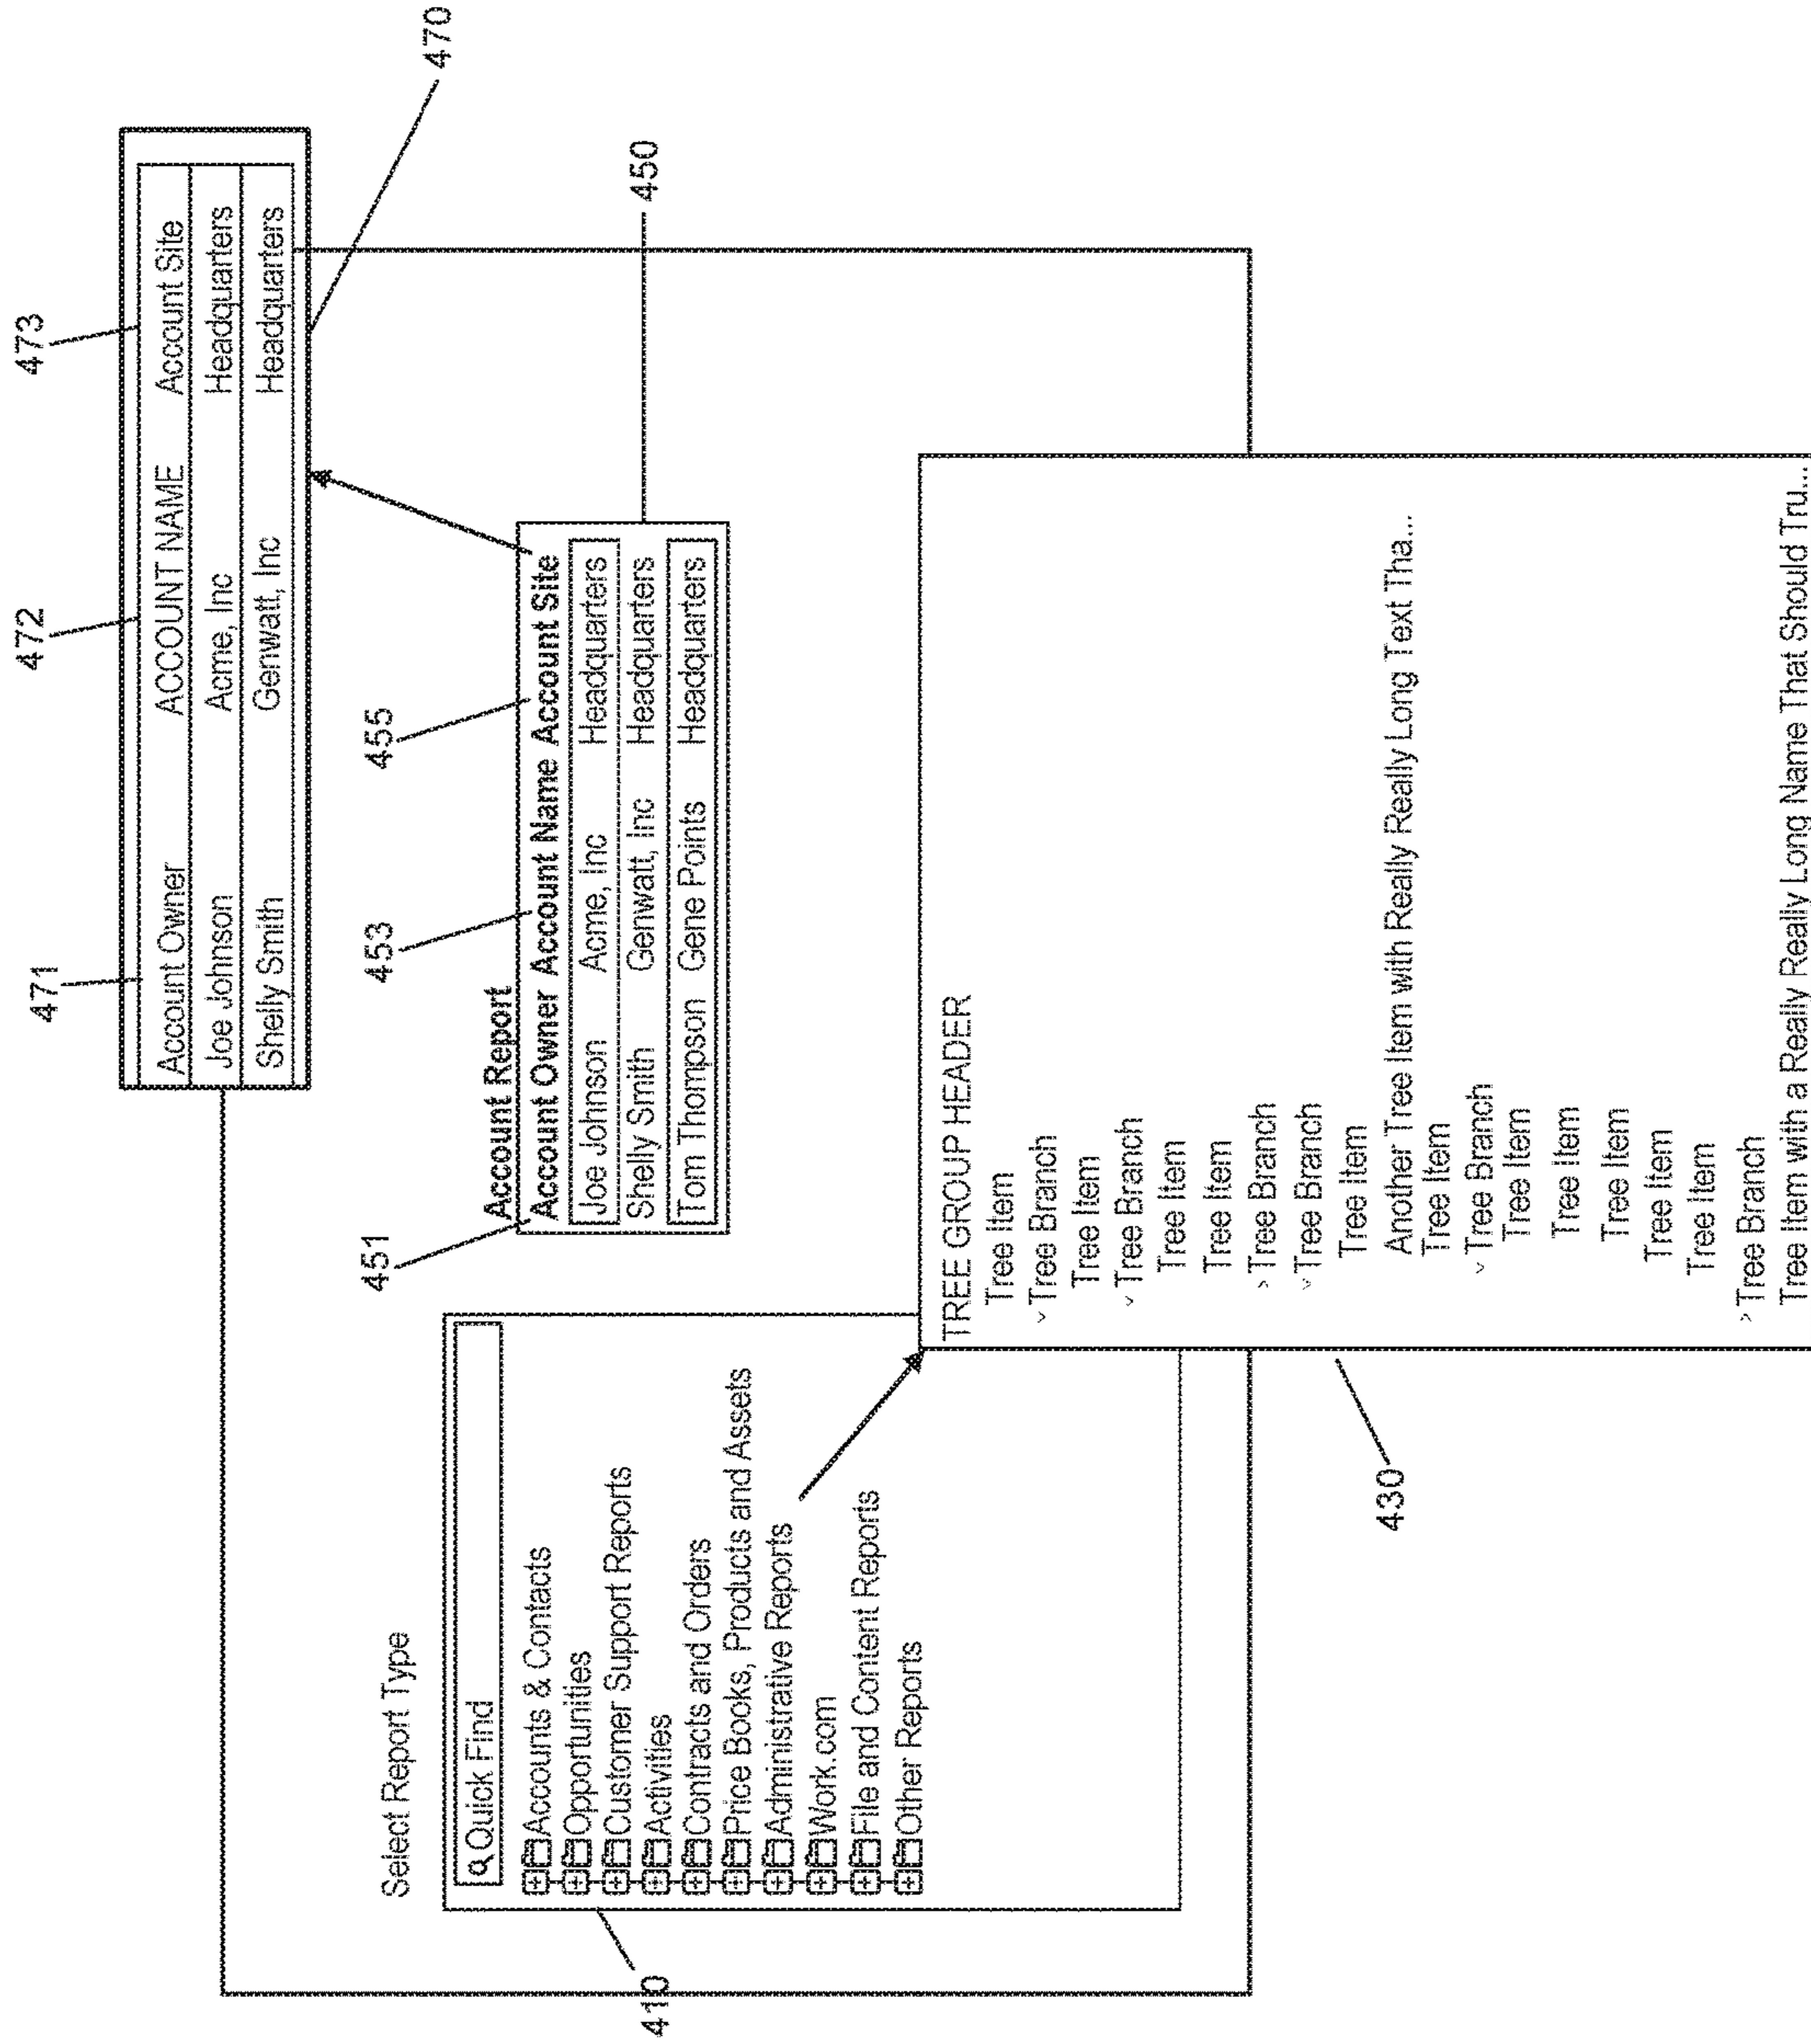 471
472
473
Account Owner ACCOUNT NAME Account Site
Joe Johnson Acme, Inc Headquarters
Shelly Smith Genwatt, Inc Headquarters
470
Select Report Type
Quick Find
Accounts & Contacts
Opportunities
Customer Support Reports
Activities
Contracts and Orders
Price Books, Products and Assets
Administrative Reports
Work.com
File and Content Reports
Other Reports
410
451
453
455
Account Report
Account Owner Account Name Account Site
Joe Johnson Acme, Inc Headquarters
Shelly Smith Genwatt, Inc Headquarters
Tom Thompson Gene Points Headquarters
450
TREE GROUP HEADER
Tree Item
Tree Branch
Tree Item
Tree Branch
Tree Item
Tree Item
Tree Branch
Tree Branch
Tree Item
Another Tree Item with Really Really Long Text Tha...
Tree Item
Tree Branch
Tree Item
Tree Item
Tree Item
Tree Item
Tree Item
Tree Branch
Tree Item with a Really Really Long Name That Should Tru...
430